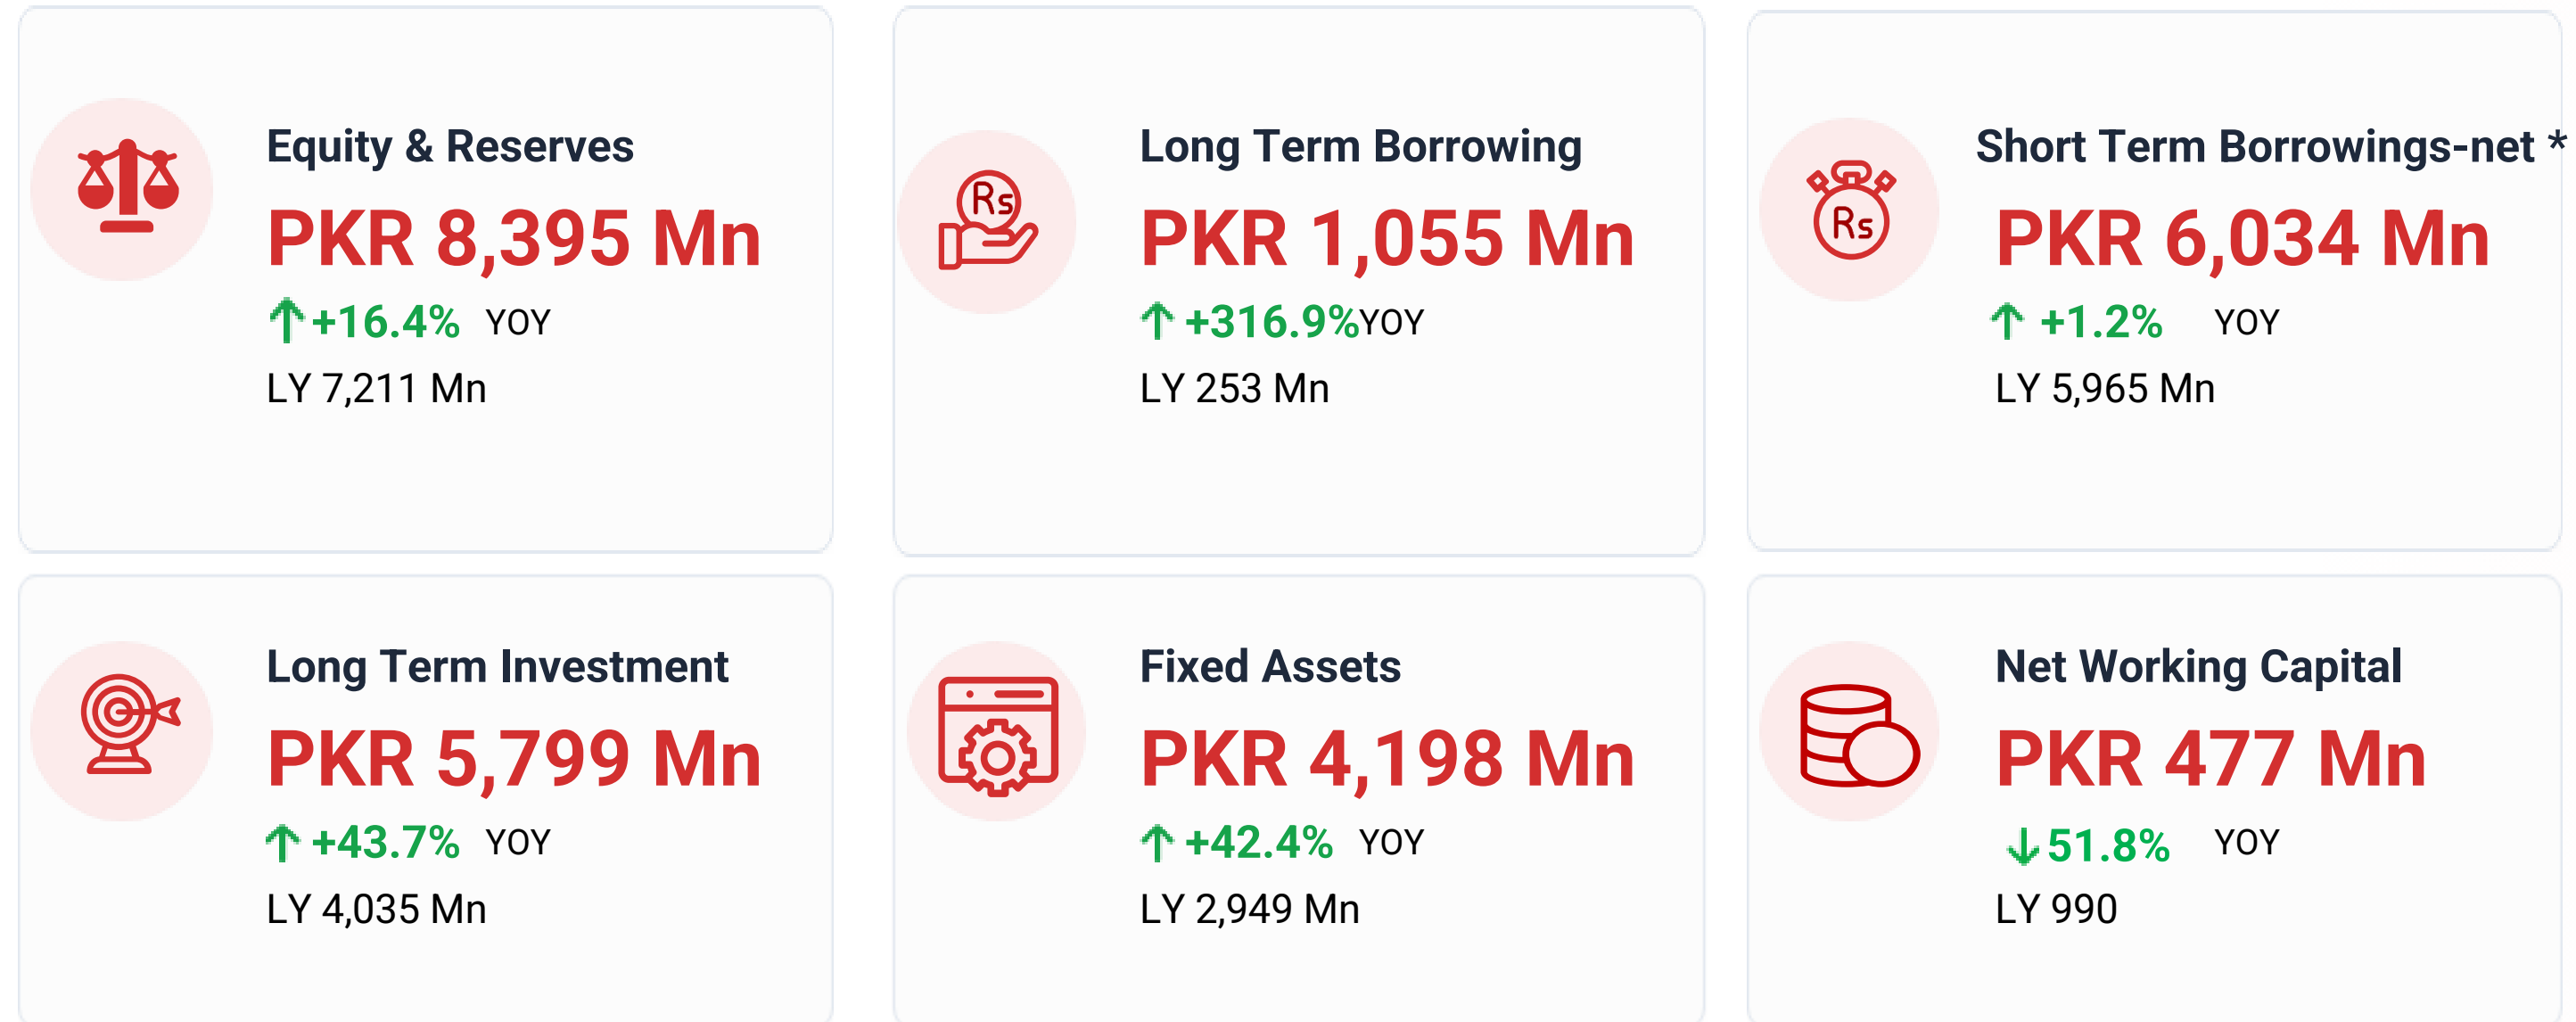 Equity & Reserves
PKR 8,395 Mn
+16.4% YOY
LY 7,211 Mn
Long Term Borrowing
Rs
PKR 1,055 Mn
+316.9%YOY
LY 253 Mn
Short Term Borrowings-net *
Rs
PKR 6,034 Mn
+1.2% YOY
LY 5,965 Mn
Long Term Investment
PKR 5,799 Mn
+43.7% YOY
LY 4,035 Mn
Fixed Assets
PKR 4,198 Mn
+42.4% YOY
LY 2,949 Mn
Net Working Capital
PKR 477 Mn
51.8% YOY
LY 990